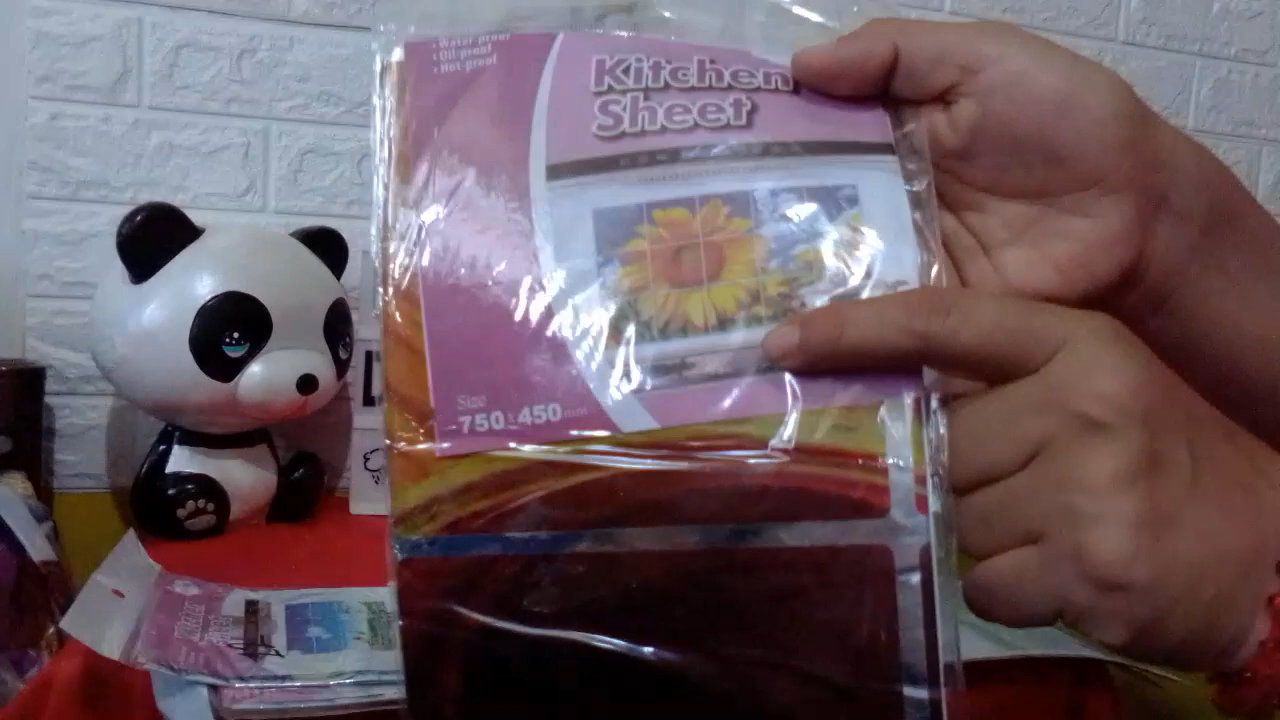 • Water proof
• Oil proof
• Hot proof
Kitchen
Sheet
Size
750x450mm